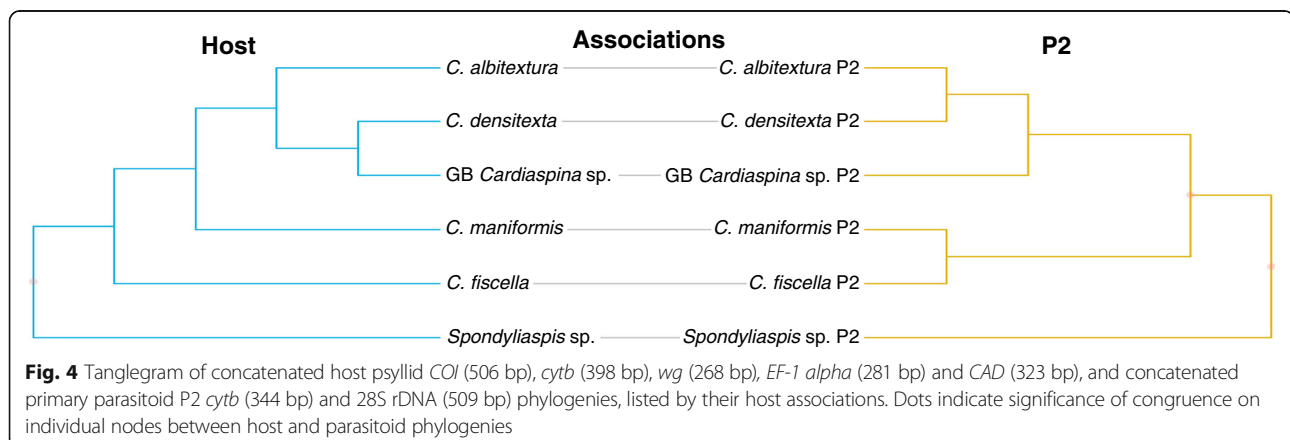 Host Associations P2
C. albitextura C. albitextura P2
C. densitexta C. densitexta P2
GB Cardiaspina sp. GB Cardiaspina sp. P2
C. maniformis C. maniformis P2
C. fiscella C. fiscella P2
Spondyliaspis sp. Spondyliaspis sp. P2
Fig. 4 Tanglegram of concatenated host psyllid COI (506 bp), cytb (398 bp), wg (268 bp), EF-1 alpha (281 bp) and CAD (323 bp), and concatenated
primary parasitoid P2 cytb (344 bp) and 28S rDNA (509 bp) phylogenies, listed by their host associations. Dots indicate significance of congruence on
individual nodes between host and parasitoid phylogenies